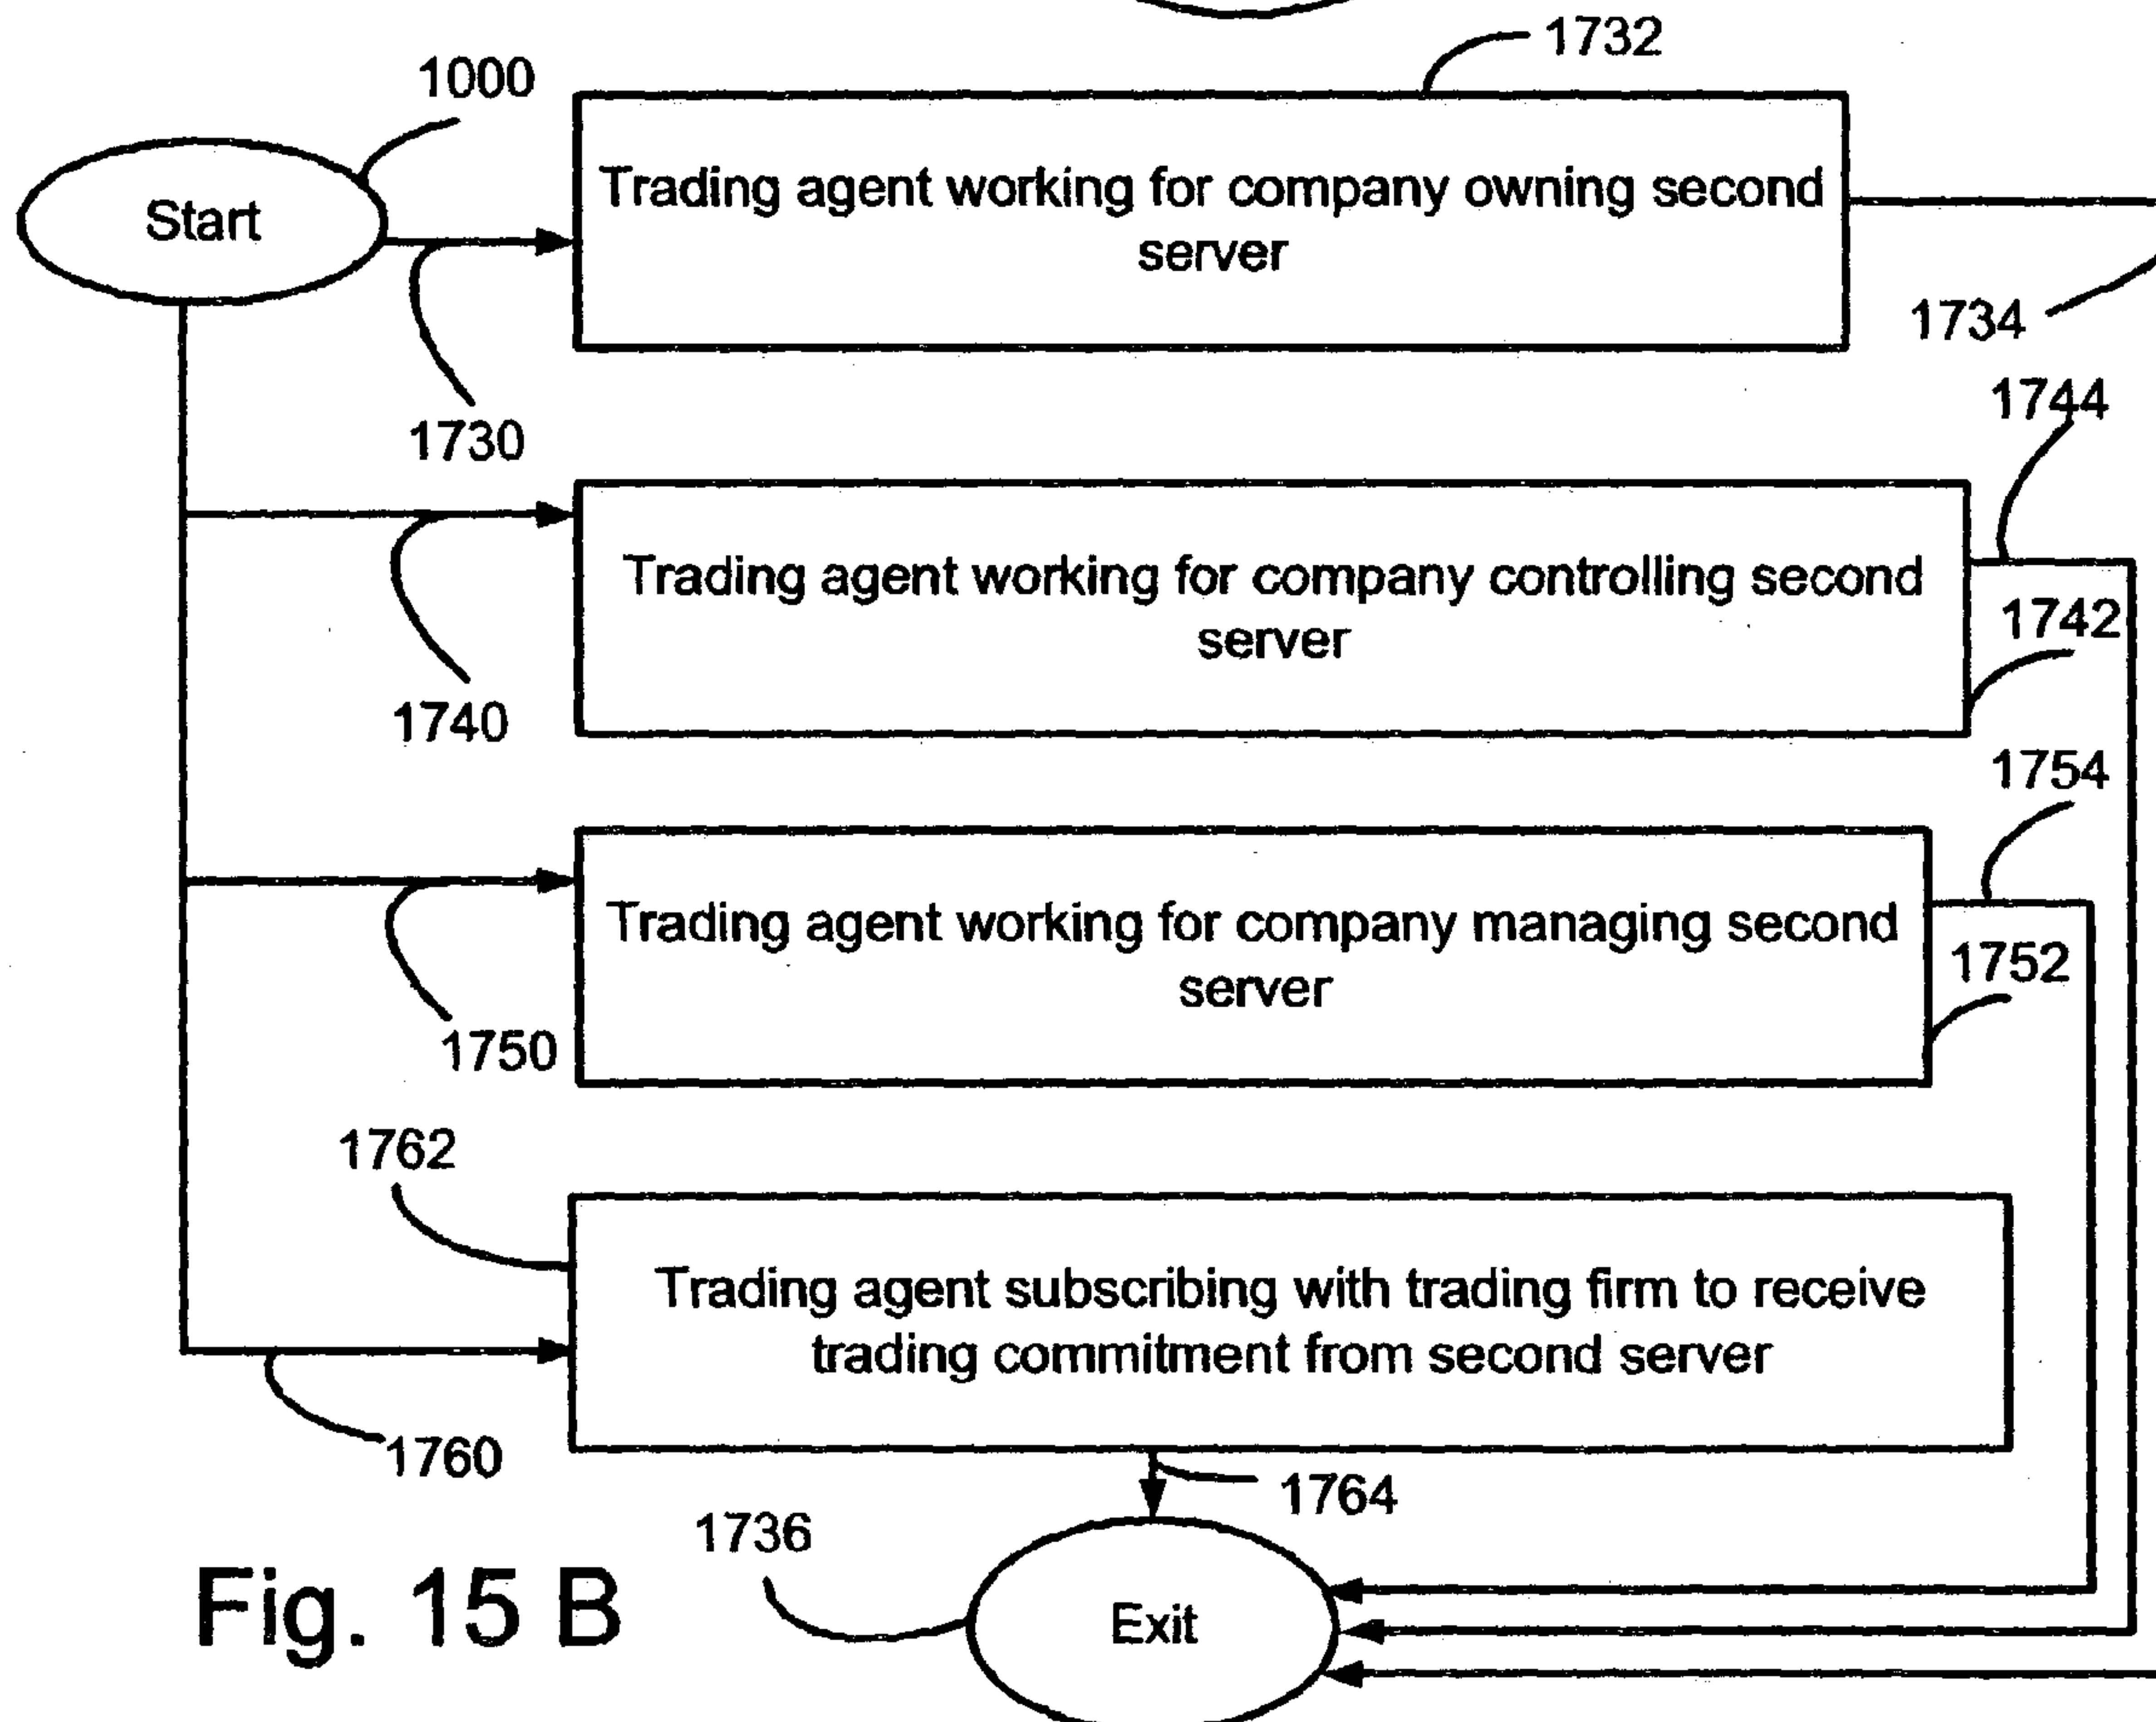 1732
1000
Start
Trading agent working for company owning second
server
1734
1730
1744
Trading agent working for company controlling second
server
1742
1740
1754
Trading agent working for company managing second
server
1752
1750
1762
Trading agent subscribing with trading firm to receive
trading commitment from second server
1760
1764
1736
Exit
Fig. 15 B